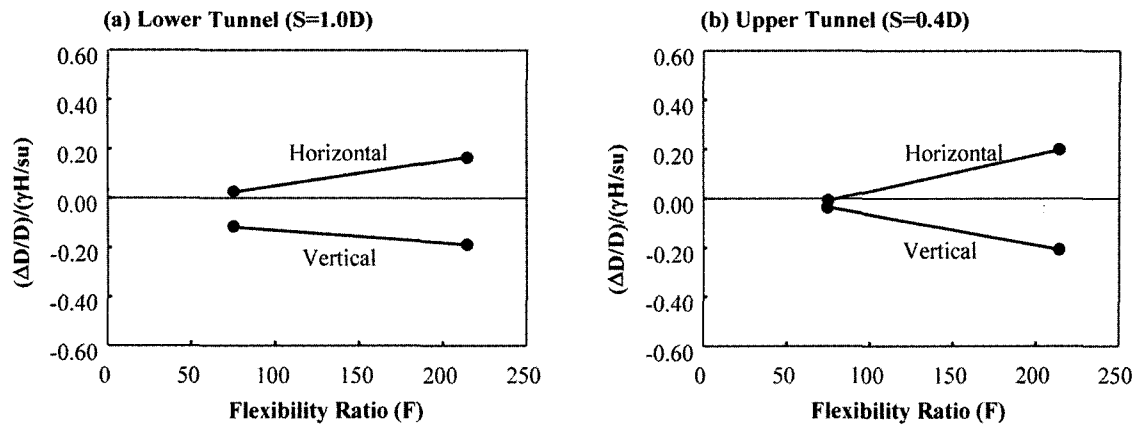 (a) Lower Tunnel (S=1.0D)
0.60
0.40
0.20
0.00
-0.20
-0.40
-0.60
(ΔD/D)/(γH/su)
Horizontal
Vertical
0 50 100 150 200 250
Flexibility Ratio (F)
(b) Upper Tunnel (S=0.4D)
0.60
0.40
0.20
0.00
-0.20
-0.40
-0.60
(ΔD/D)/(γH/su)
Horizontal
Vertical
0 50 100 150 200 250
Flexibility Ratio (F)